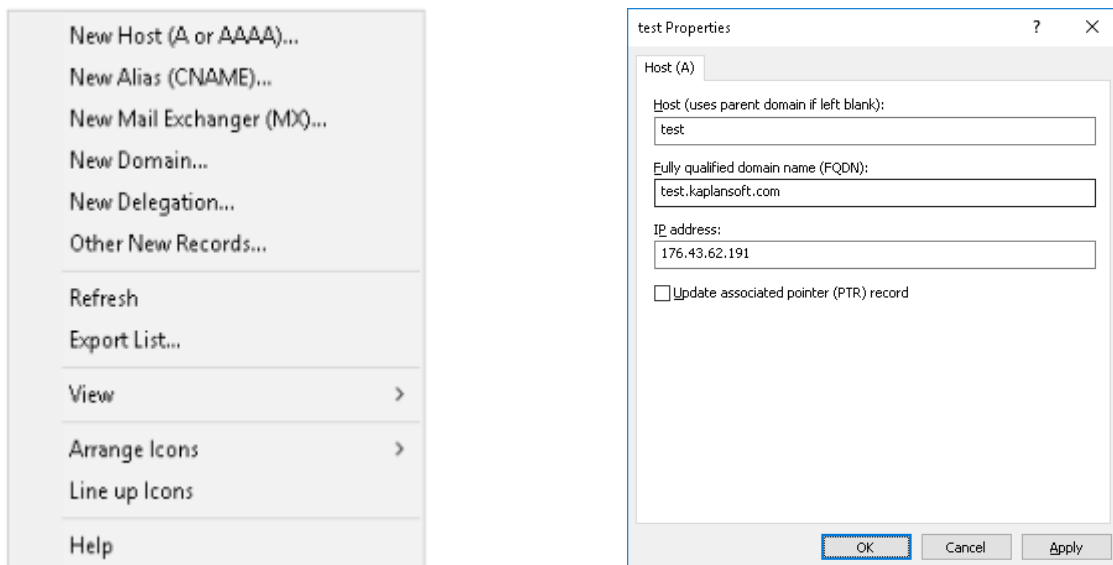 New Host (A or AAAA)...
New Alias (CNAME)...
New Mail Exchanger (MX)...
New Domain...
New Delegation...
Other New Records...
Refresh
Export List...
View
Arrange Icons
Line up Icons
Help
test Properties
Host (A)
Host (uses parent domain if left blank):
test
Fully qualified domain name (FQDN):
test.kaplansoft.com
IP address:
176.43.62.191
Update associated pointer (PTR) record
OK Cancel Apply